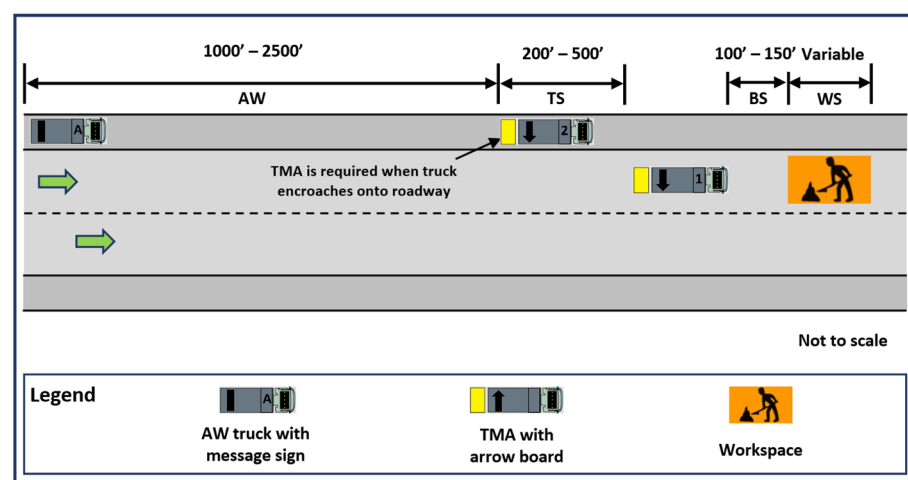 1000’ – 2500’
200’ – 500’
100’ – 150’ Variable
AW
TS
BS
WS
A
2
TMA is required when truck
encroaches onto roadway
1
Not to scale
Legend
A
AW truck with
message sign
TMA with
arrow board
Workspace